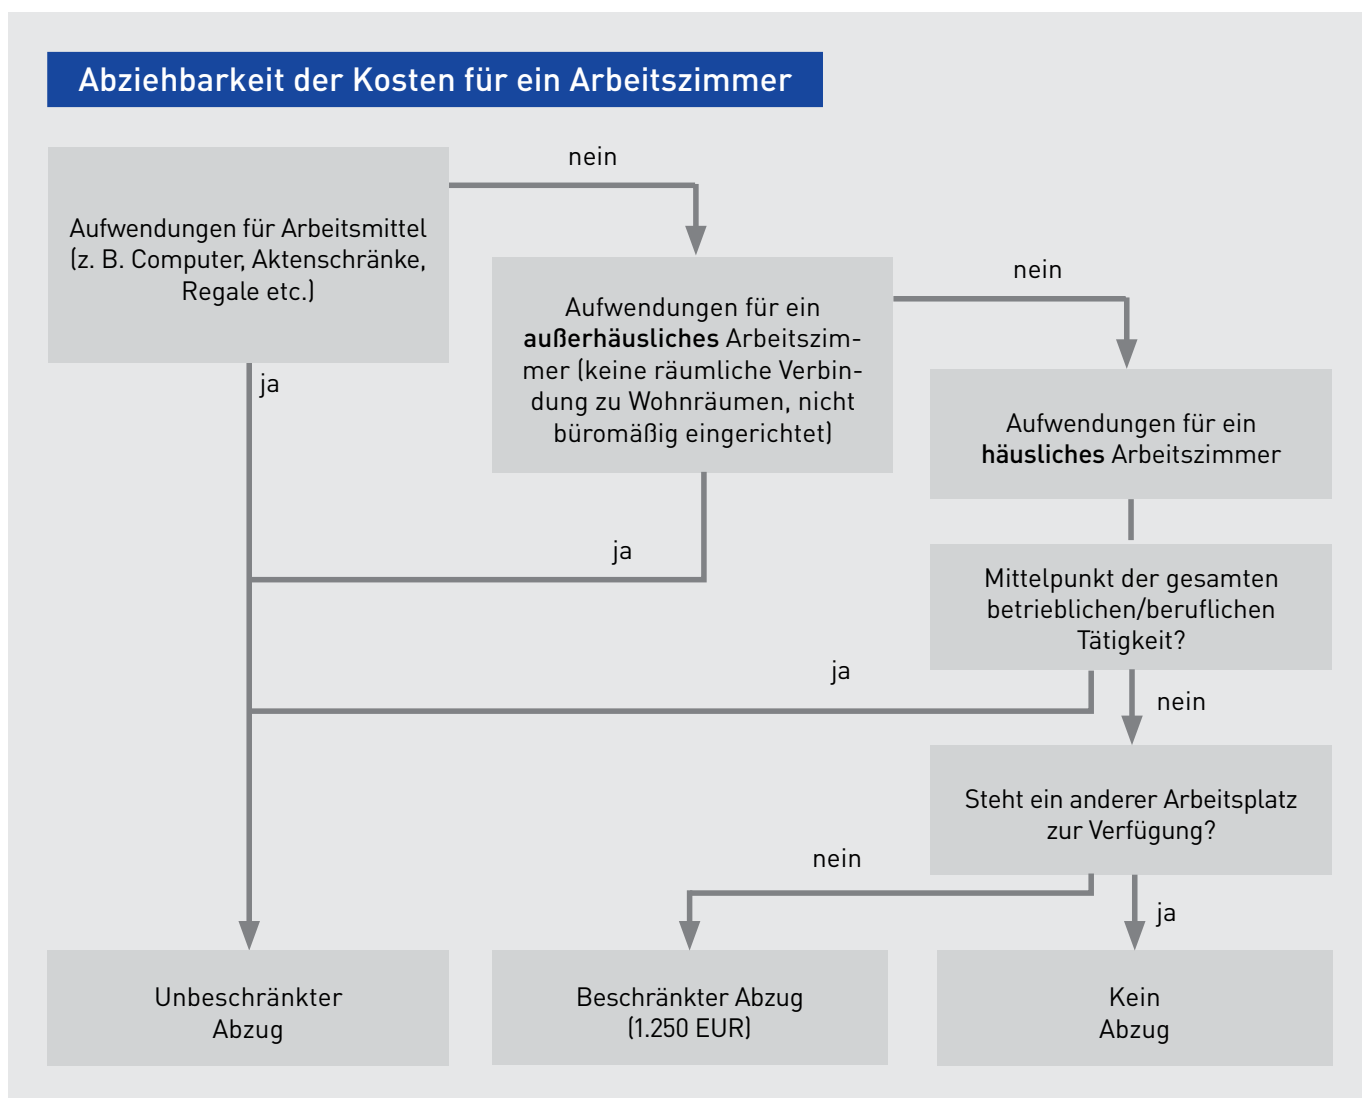 Abziehbarkeit der Kosten für ein Arbeitszimmer
nein
Aufwendungen für Arbeitsmittel
(z. B. Computer, Aktenschränke,
Regale etc.)
ja
nein
Aufwendungen für ein
außerhäusliches Arbeitszim-
mer (keine räumliche Verbin-
dung zu Wohnräumen, nicht
büromäßig eingerichtet)
ja
Aufwendungen für ein
häusliches Arbeitszimmer
Mittelpunkt der gesamten
betrieblichen/beruflichen
Tätigkeit?
ja
nein
Steht ein anderer Arbeitsplatz
zur Verfügung?
nein
ja
Unbeschränkter
Abzug
Beschränkter Abzug
(1.250 EUR)
Kein
Abzug